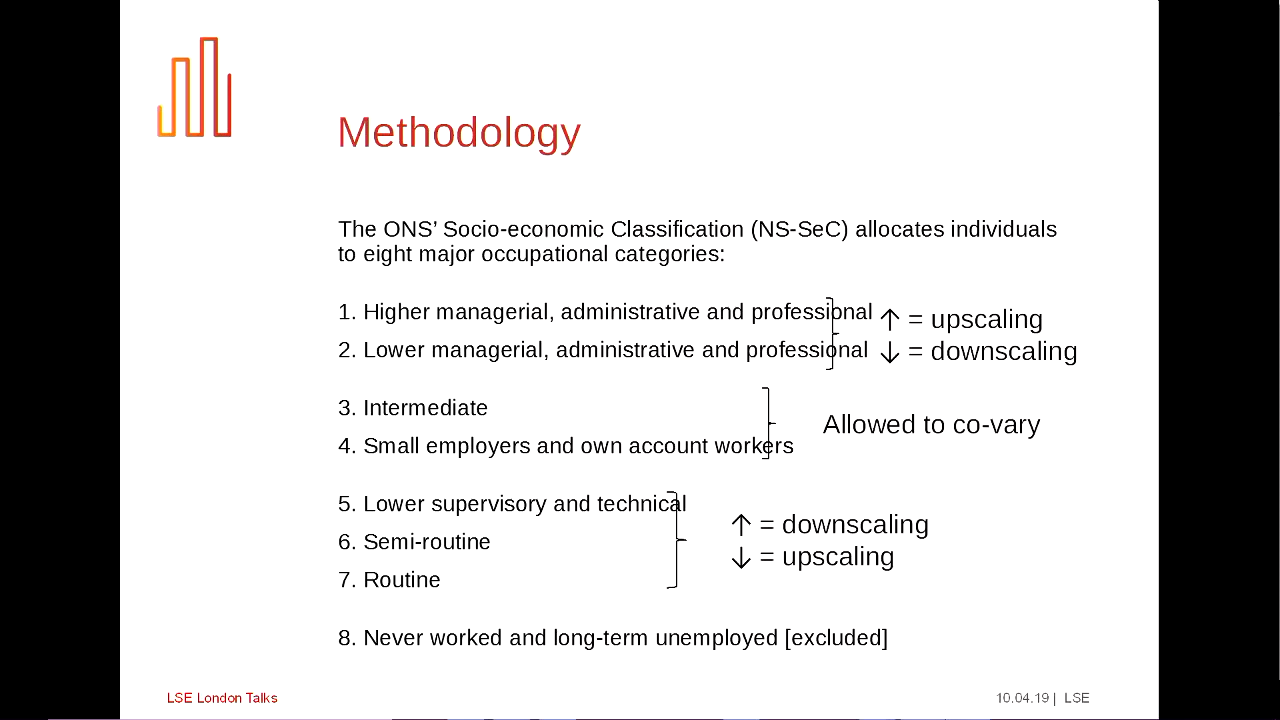 Methodology
The ONS’ Socio-economic Classification (NS-SeC) allocates individuals
to eight major occupational categories:
1. Higher managerial, administrative and professional
2. Lower managerial, administrative and professional
↑ = upscaling
↓ = downscaling
3. Intermediate
4. Small employers and own account workers
Allowed to co-vary
5. Lower supervisory and technical
6. Semi-routine
7. Routine
↑ = downscaling
↓ = upscaling
8. Never worked and long-term unemployed [excluded]
LSE London Talks
10.04.19 | LSE